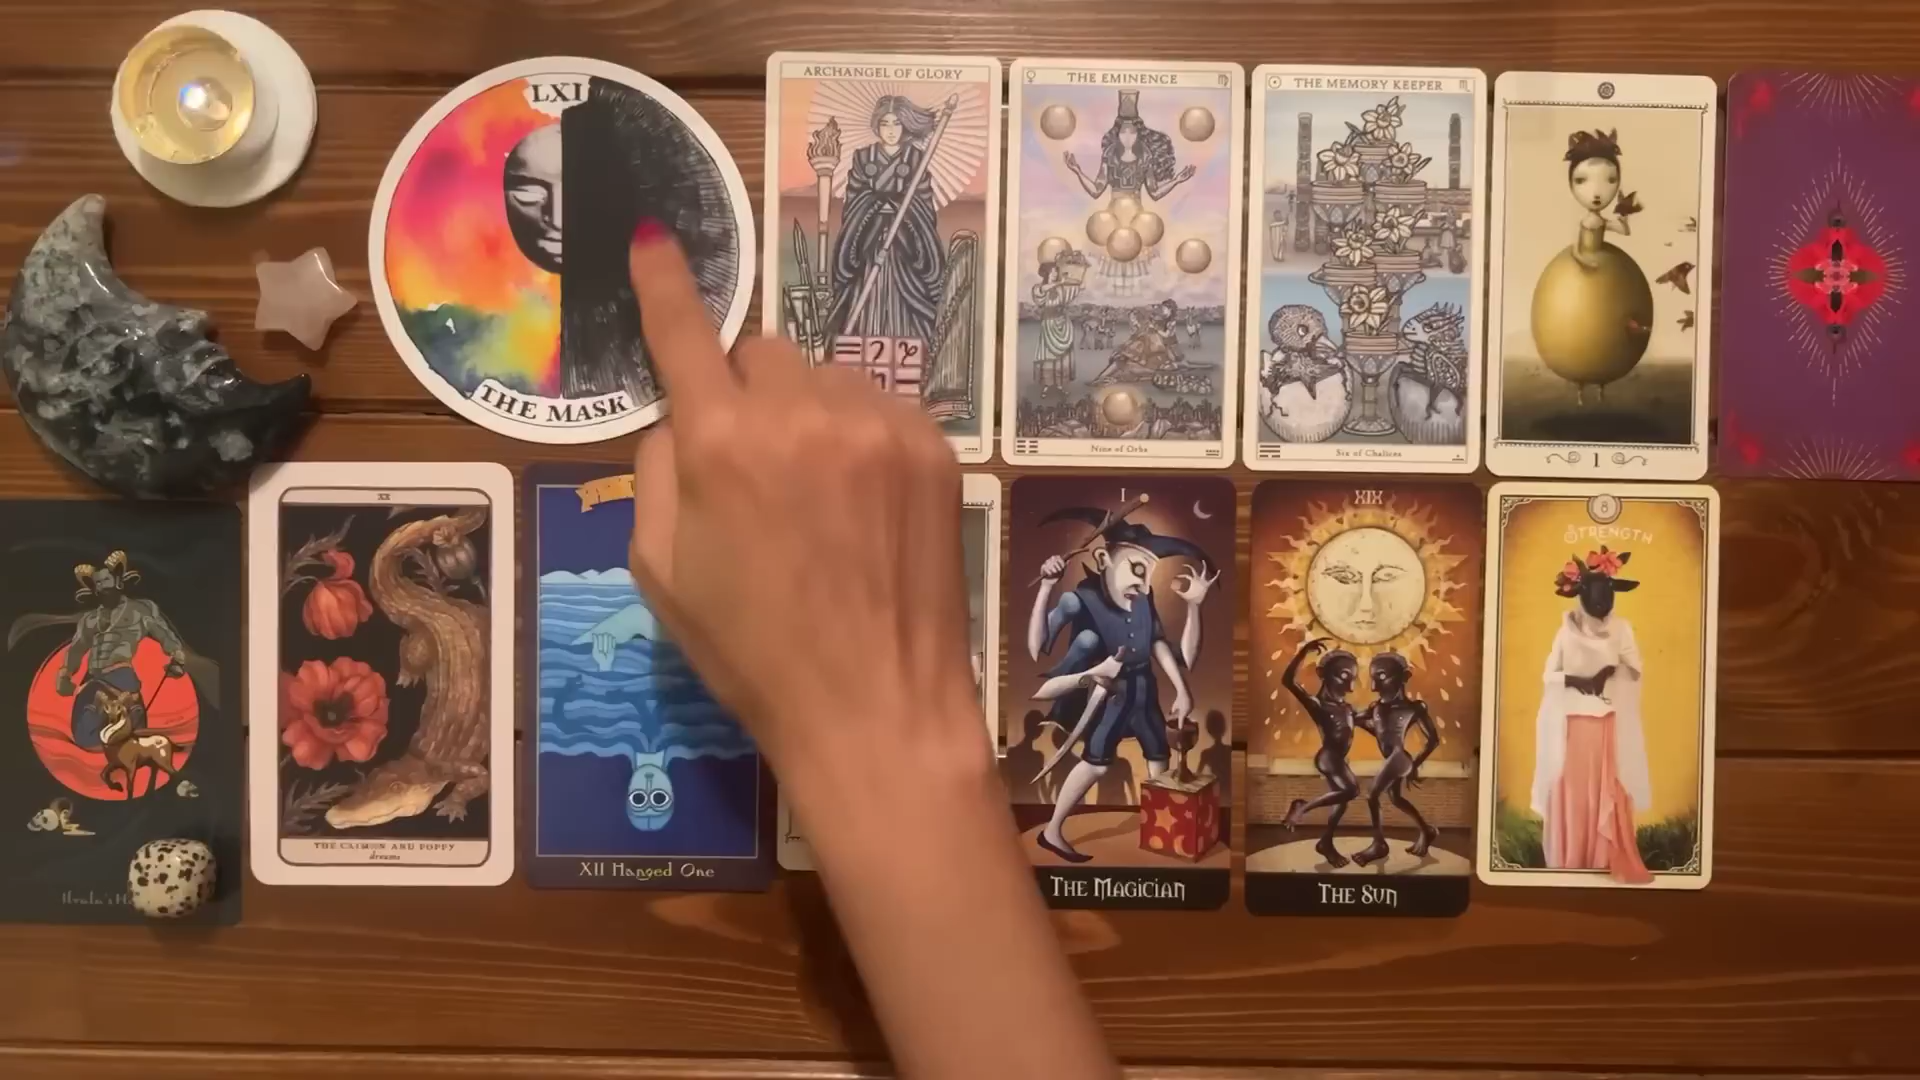 LXI
THE MASK
ARCHANGEL OF GLORY
THE EMINENCE
Nine of Orbs
THE MEMORY KEEPER
Six of Chalices
1
XX
THE CAIMAN AND POPPY
dreams
XII Hanged One
I
THE MAGICIAN
XIX
THE SUN
8
STRENGTH